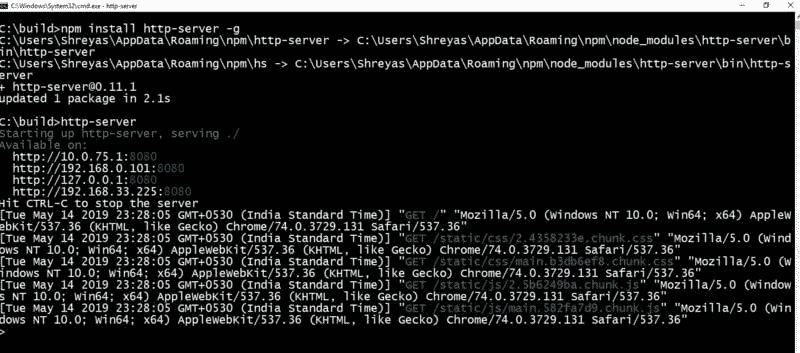 C:\Windows\System32\cmd.exe - http-server
C:\build>npm install http-server -g
C:\Users\Shreyas\AppData\Roaming\npm\http-server -> C:\Users\Shreyas\AppData\Roaming\npm\node_modules\http-server\b
in\http-server
C:\Users\Shreyas\AppData\Roaming\npm\hs -> C:\Users\Shreyas\AppData\Roaming\npm\node_modules\http-server\bin\http-s
erver
+ http-server@0.11.1
updated 1 package in 2.1s
C:\build>http-server
Starting up http-server, serving ./
Available on:
http://10.0.75.1:8080
http://192.168.0.101:8080
http://127.0.0.1:8080
http://192.168.33.225:8080
Hit CTRL-C to stop the server
[Tue May 14 2019 23:28:05 GMT+0530 (India Standard Time)] "GET /" "Mozilla/5.0 (Windows NT 10.0; Win64; x64) AppleW
ebKit/537.36 (KHTML, like Gecko) Chrome/74.0.3729.131 Safari/537.36"
[Tue May 14 2019 23:28:05 GMT+0530 (India Standard Time)] "GET /static/css/2.4358233e.chunk.css" "Mozilla/5.0 (Wind
ows NT 10.0; Win64; x64) AppleWebKit/537.36 (KHTML, like Gecko) Chrome/74.0.3729.131 Safari/537.36"
[Tue May 14 2019 23:28:05 GMT+0530 (India Standard Time)] "GET /static/css/main.b3db6ef8.chunk.css" "Mozilla/5.0 (W
indows NT 10.0; Win64; x64) AppleWebKit/537.36 (KHTML, like Gecko) Chrome/74.0.3729.131 Safari/537.36"
[Tue May 14 2019 23:28:05 GMT+0530 (India Standard Time)] "GET /static/js/2.5b6249ba.chunk.js" "Mozilla/5.0 (Window
s NT 10.0; Win64; x64) AppleWebKit/537.36 (KHTML, like Gecko) Chrome/74.0.3729.131 Safari/537.36"
[Tue May 14 2019 23:28:05 GMT+0530 (India Standard Time)] "GET /static/js/main.582fa7d9.chunk.js" "Mozilla/5.0 (Win
dows NT 10.0; Win64; x64) AppleWebKit/537.36 (KHTML, like Gecko) Chrome/74.0.3729.131 Safari/537.36"
>